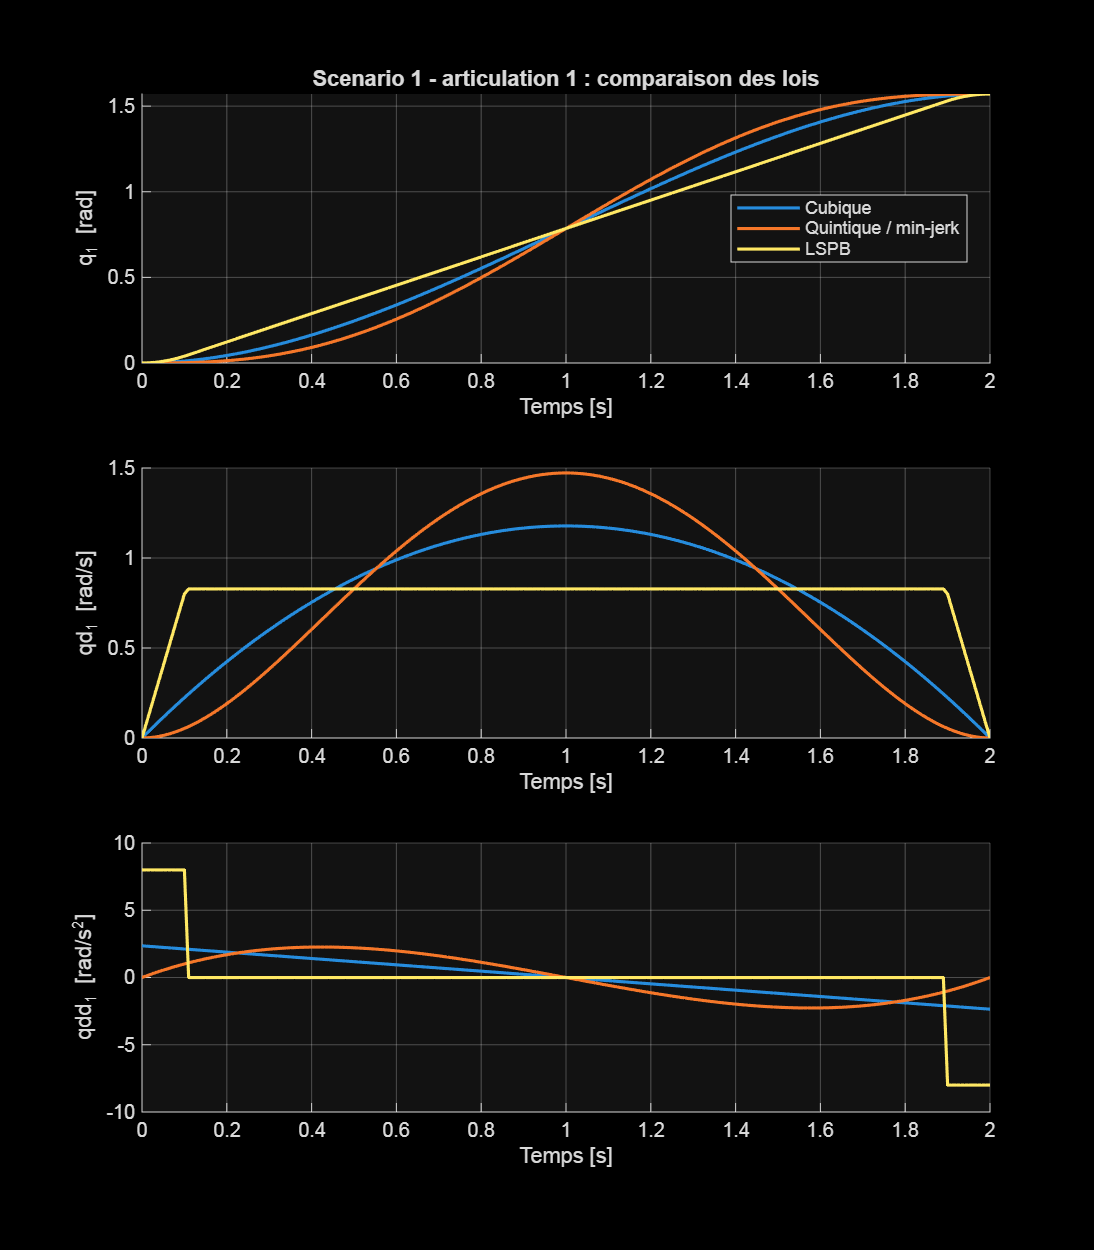 Scenario 1 - articulation 1 : comparaison des lois
1.5
1
0.5
0
q1 [rad]
Cubique
Quintique / min-jerk
LSPB
0 0.2 0.4 0.6 0.8 1 1.2 1.4 1.6 1.8 2
Temps [s]
1.5
1
0.5
0
qd1 [rad/s]
0 0.2 0.4 0.6 0.8 1 1.2 1.4 1.6 1.8 2
Temps [s]
10
5
0
-5
-10
qdd1 [rad/s2]
0 0.2 0.4 0.6 0.8 1 1.2 1.4 1.6 1.8 2
Temps [s]